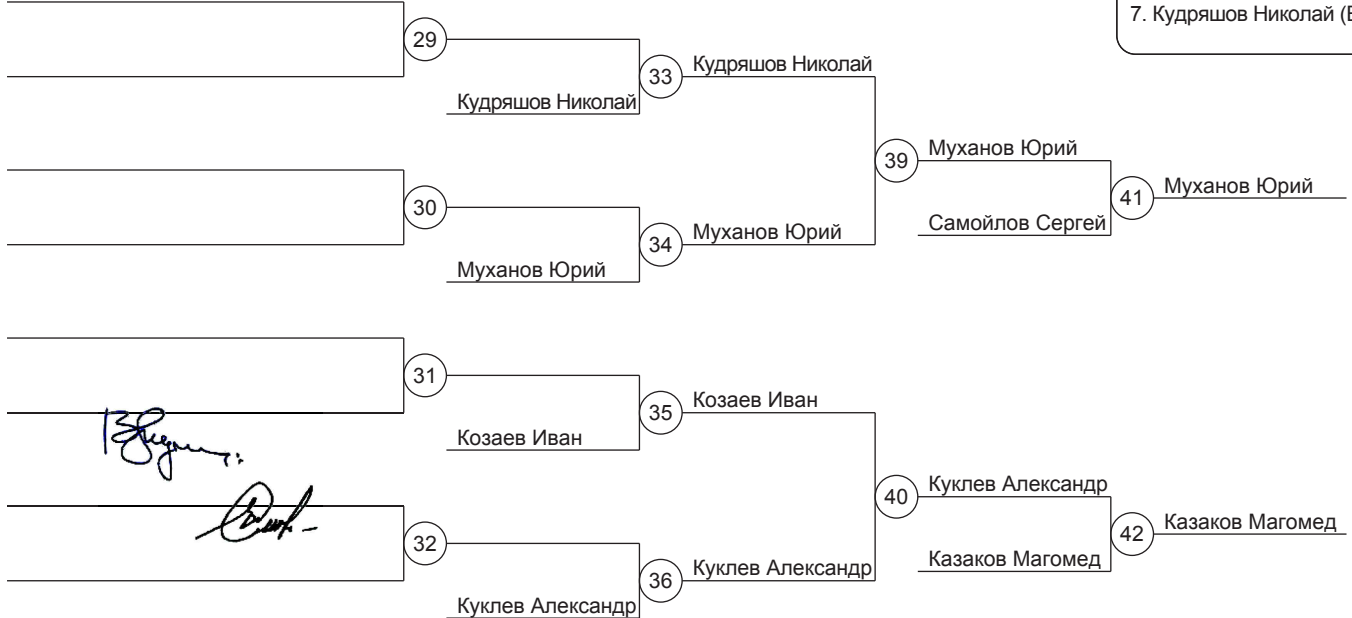 7. Кудряшов Николай (
29
33 Кудряшов Николай
Кудряшов Николай
39 Муханов Юрий
41 Муханов Юрий
30
Самойлов Сергей
34 Муханов Юрий
Муханов Юрий
31
35 Козаев Иван
Козаев Иван
40 Куклев Александр
42 Казаков Магомед
32
Казаков Магомед
36 Куклев Александр
Куклев Александр